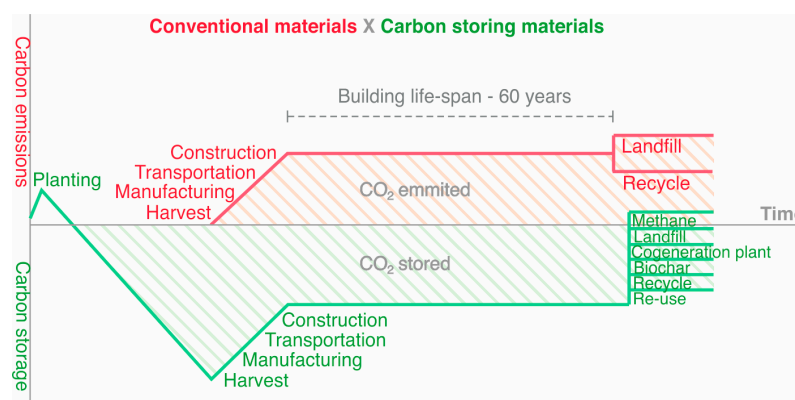 Conventional materials X Carbon storing materials
Carbon emissions
Building life-span - 60 years
Construction
Transportation
Manufacturing
Harvest
Planting
CO₂ emmited
Landfill
Recycle
Time
CO₂ stored
Carbon storage
Methane
Landfill
Cogeneration plant
Biochar
Recycle
Re-use
Construction
Transportation
Manufacturing
Harvest